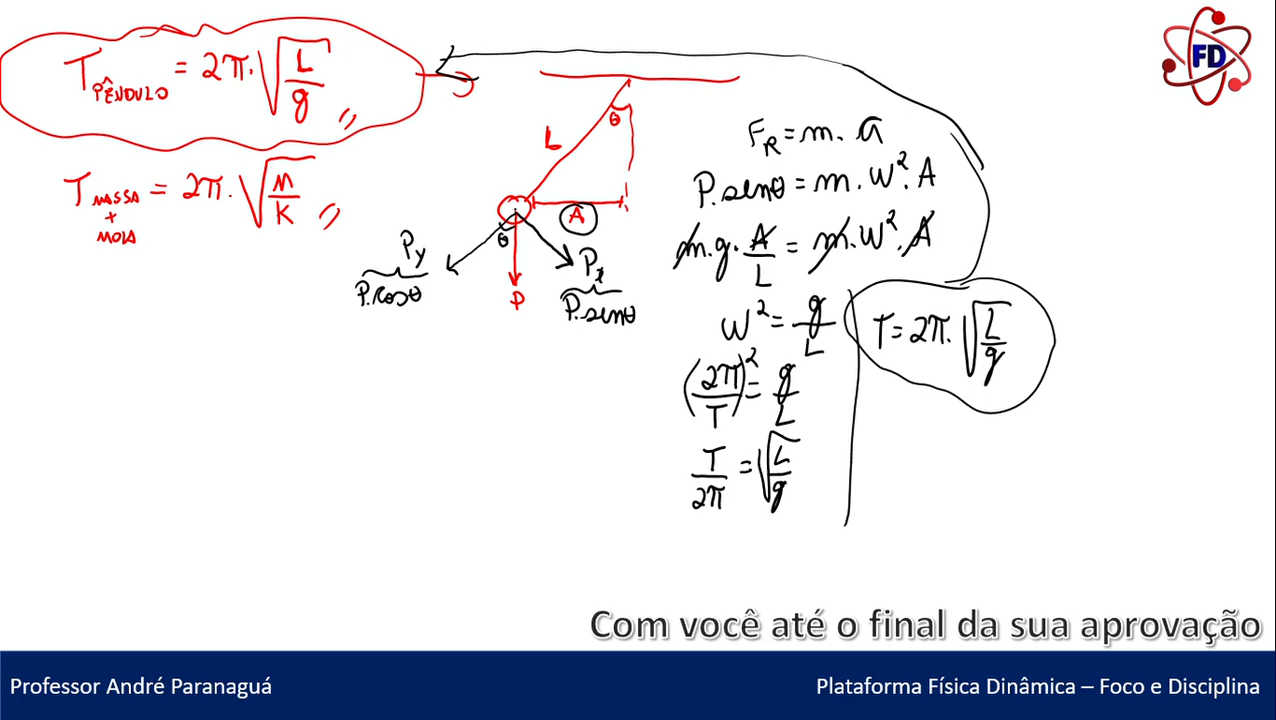 T PÊNDULO = 2π.√(L/g) //
T MASSA + MOLA = 2π.√(M/K) //
L
θ
A
θ
Py
P.cosθ
P
Px
P.senθ
FR = m. a
P.senθ = m.w².A
m.g.A/L = m.w².A
w² = g/L
(2π/T)² = g/L
T/2π = √(L/g)
T = 2π.√(L/g)
FD
Com você até o final da sua aprovação
Professor André Paranaguá
Plataforma Física Dinâmica – Foco e Disciplina